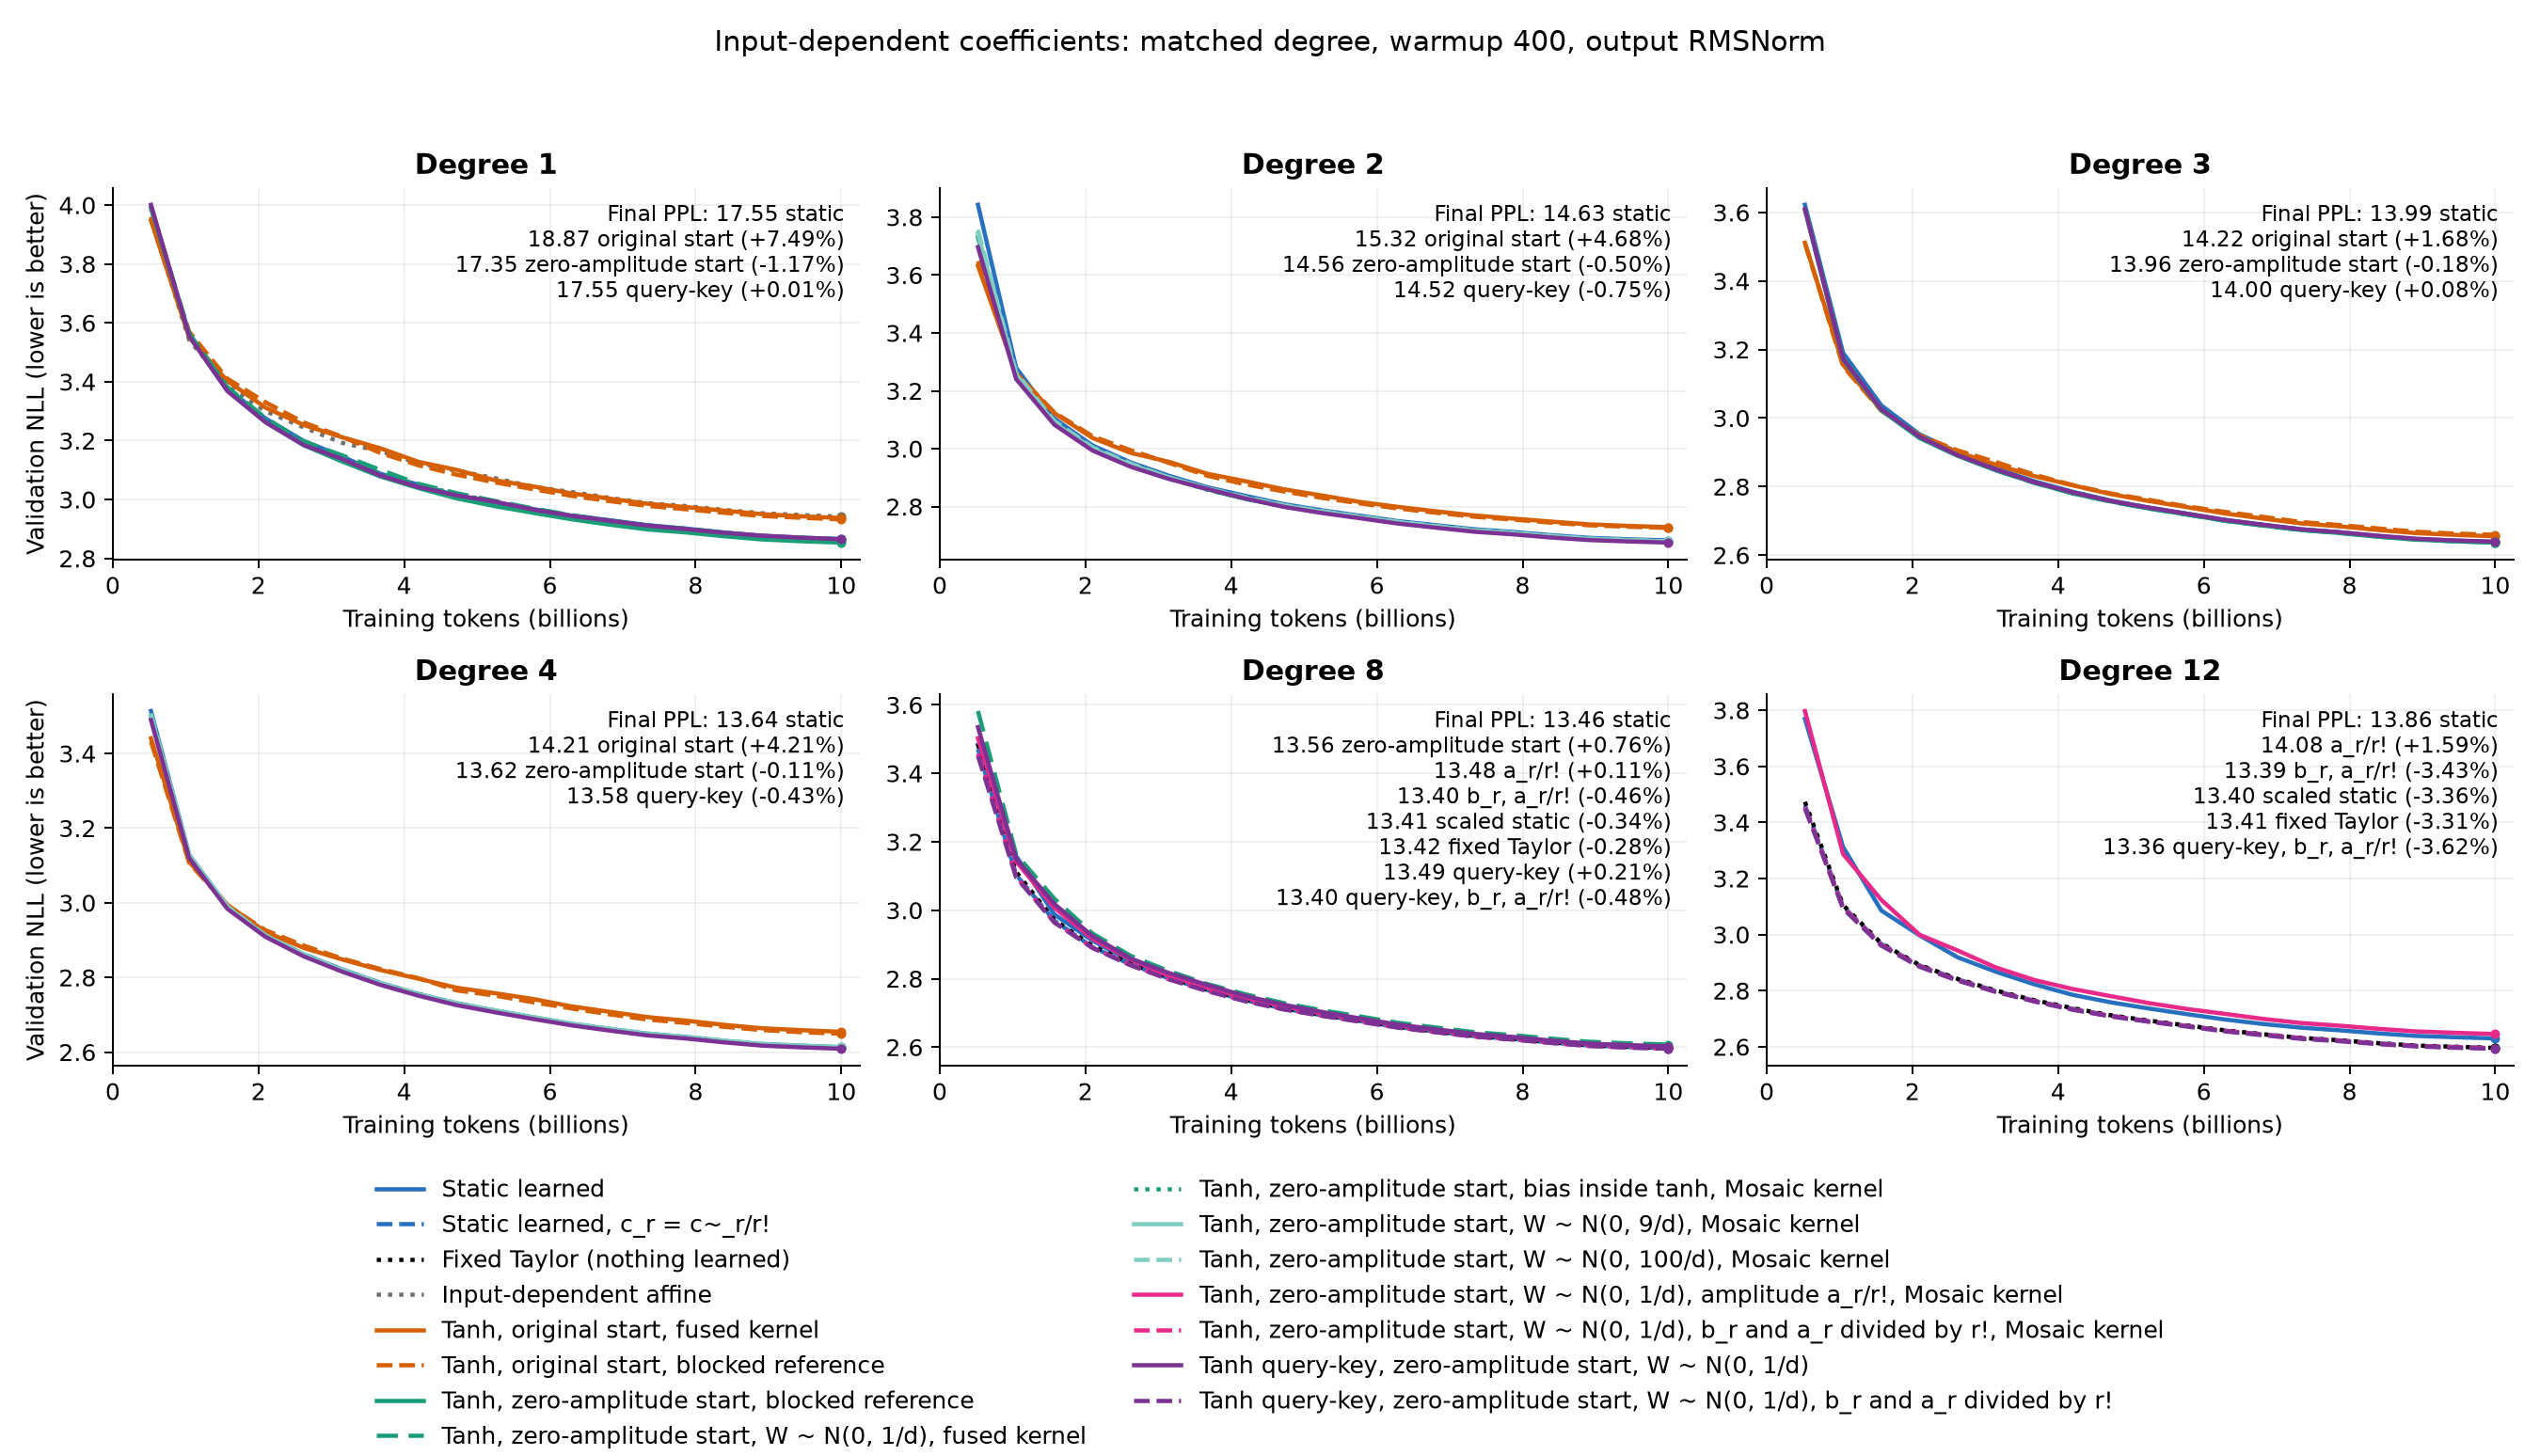 Input-dependent coefficients: matched degree, warmup 400, output RMSNorm
Degree 1
Validation NLL (lower is better)
4.0
3.8
3.6
3.4
3.2
3.0
2.8
Final PPL: 17.55 static
18.87 original start (+7.49%)
17.35 zero-amplitude start (-1.17%)
17.55 query-key (+0.01%)
0 2 4 6 8 10
Training tokens (billions)
Degree 2
3.8
3.6
3.4
3.2
3.0
2.8
Final PPL: 14.63 static
15.32 original start (+4.68%)
14.56 zero-amplitude start (-0.50%)
14.52 query-key (-0.75%)
0 2 4 6 8 10
Training tokens (billions)
Degree 3
3.6
3.4
3.2
3.0
2.8
2.6
Final PPL: 13.99 static
14.22 original start (+1.68%)
13.96 zero-amplitude start (-0.18%)
14.00 query-key (+0.08%)
0 2 4 6 8 10
Training tokens (billions)
Degree 4
Validation NLL (lower is better)
3.4
3.2
3.0
2.8
2.6
Final PPL: 13.64 static
14.21 original start (+4.21%)
13.62 zero-amplitude start (-0.11%)
13.58 query-key (-0.43%)
0 2 4 6 8 10
Training tokens (billions)
Degree 8
3.6
3.4
3.2
3.0
2.8
2.6
Final PPL: 13.46 static
13.56 zero-amplitude start (+0.76%)
13.48 a_r/r! (+0.11%)
13.40 b_r, a_r/r! (-0.46%)
13.41 scaled static (-0.34%)
13.42 fixed Taylor (-0.28%)
13.49 query-key (+0.21%)
13.40 query-key, b_r, a_r/r! (-0.48%)
0 2 4 6 8 10
Training tokens (billions)
Degree 12
3.8
3.6
3.4
3.2
3.0
2.8
2.6
Final PPL: 13.86 static
14.08 a_r/r! (+1.59%)
13.39 b_r, a_r/r! (-3.43%)
13.40 scaled static (-3.36%)
13.41 fixed Taylor (-3.31%)
13.36 query-key, b_r, a_r/r! (-3.62%)
0 2 4 6 8 10
Training tokens (billions)
Static learned
Static learned, c_r = c~_r/r!
Fixed Taylor (nothing learned)
Input-dependent affine
Tanh, original start, fused kernel
Tanh, original start, blocked reference
Tanh, zero-amplitude start, blocked reference
Tanh, zero-amplitude start, W ~ N(0, 1/d), fused kernel
Tanh, zero-amplitude start, bias inside tanh, Mosaic kernel
Tanh, zero-amplitude start, W ~ N(0, 9/d), Mosaic kernel
Tanh, zero-amplitude start, W ~ N(0, 100/d), Mosaic kernel
Tanh, zero-amplitude start, W ~ N(0, 1/d), amplitude a_r/r!, Mosaic kernel
Tanh, zero-amplitude start, W ~ N(0, 1/d), b_r and a_r divided by r!, Mosaic kernel
Tanh query-key, zero-amplitude start, W ~ N(0, 1/d)
Tanh query-key, zero-amplitude start, W ~ N(0, 1/d), b_r and a_r divided by r!